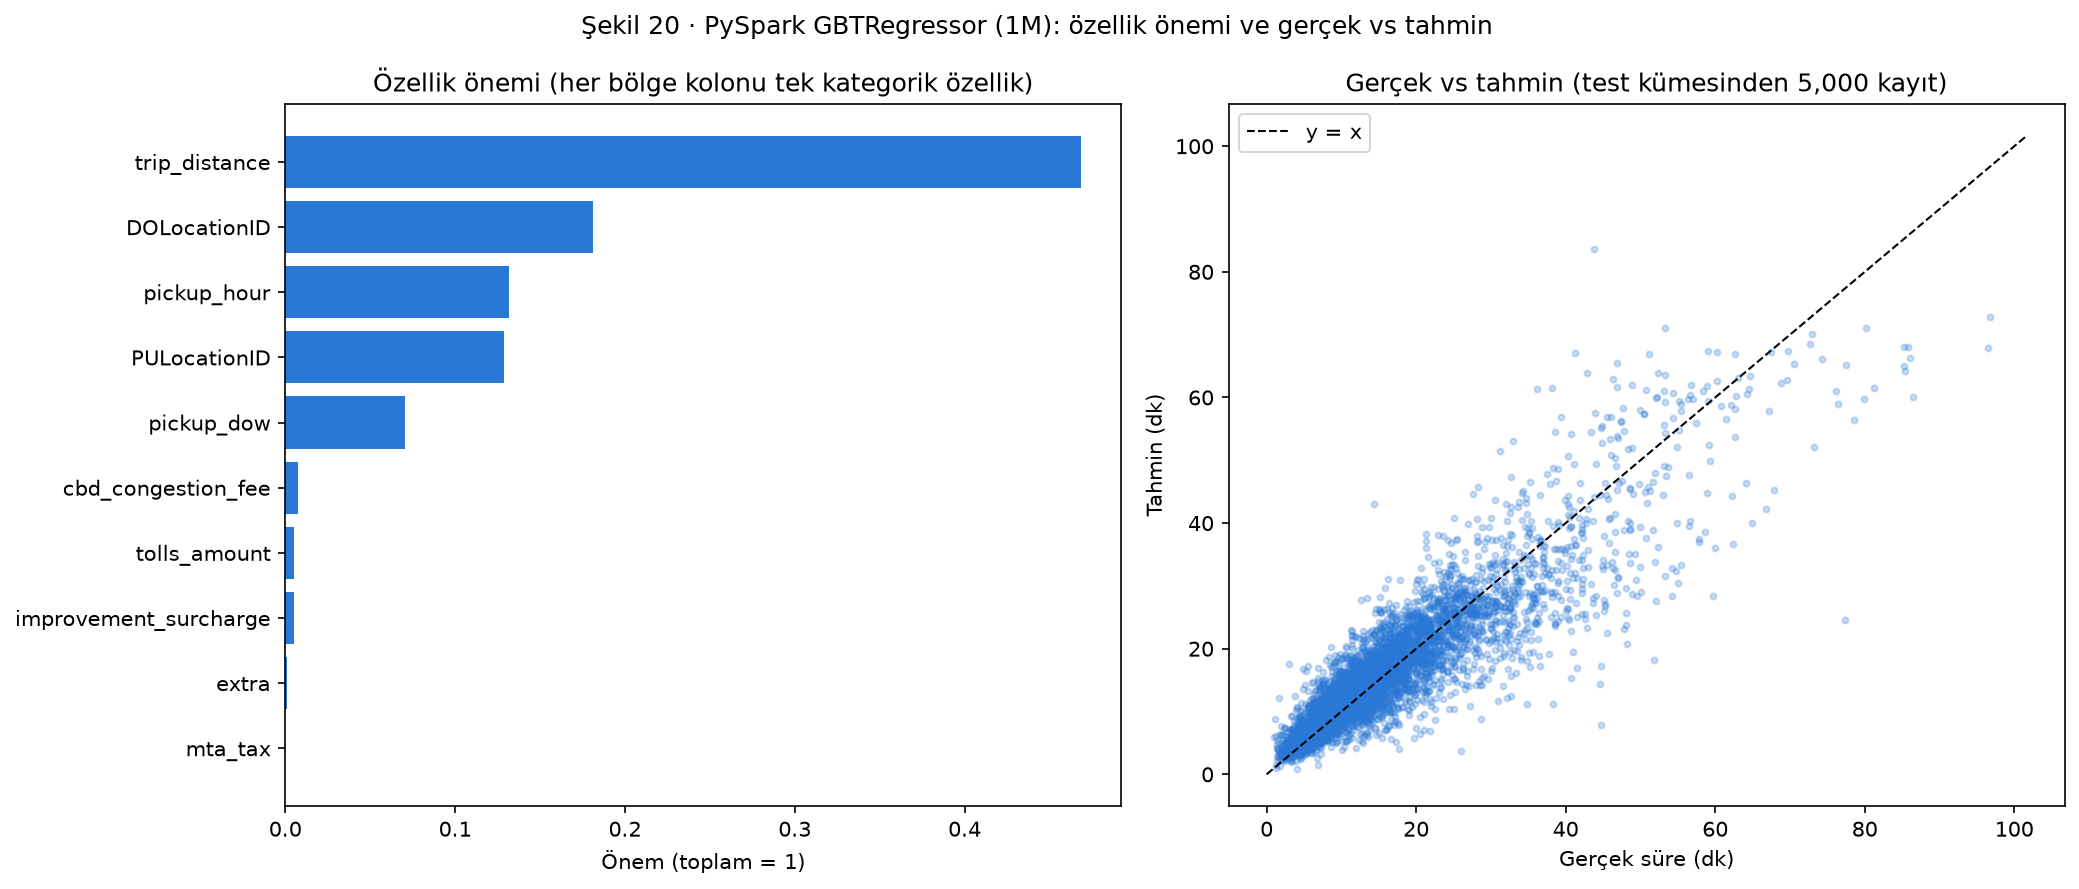 Şekil 20 · PySpark GBTRegressor (1M): özellik önemi ve gerçek vs tahmin
Özellik önemi (her bölge kolonu tek kategorik özellik)
trip_distance
DOLocationID
pickup_hour
PULocationID
pickup_dow
cbd_congestion_fee
tolls_amount
improvement_surcharge
extra
mta_tax
0.0 0.1 0.2 0.3 0.4
Önem (toplam = 1)
Gerçek vs tahmin (test kümesinden 5,000 kayıt)
y = x
Tahmin (dk)
100
80
60
40
20
0
0 20 40 60 80 100
Gerçek süre (dk)